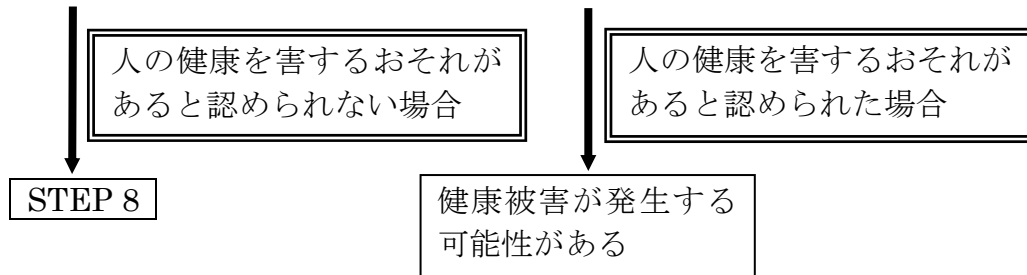 人の健康を害するおそれが
あると認められない場合
人の健康を害するおそれが
あると認められた場合
STEP 8
健康被害が発生する
可能性がある